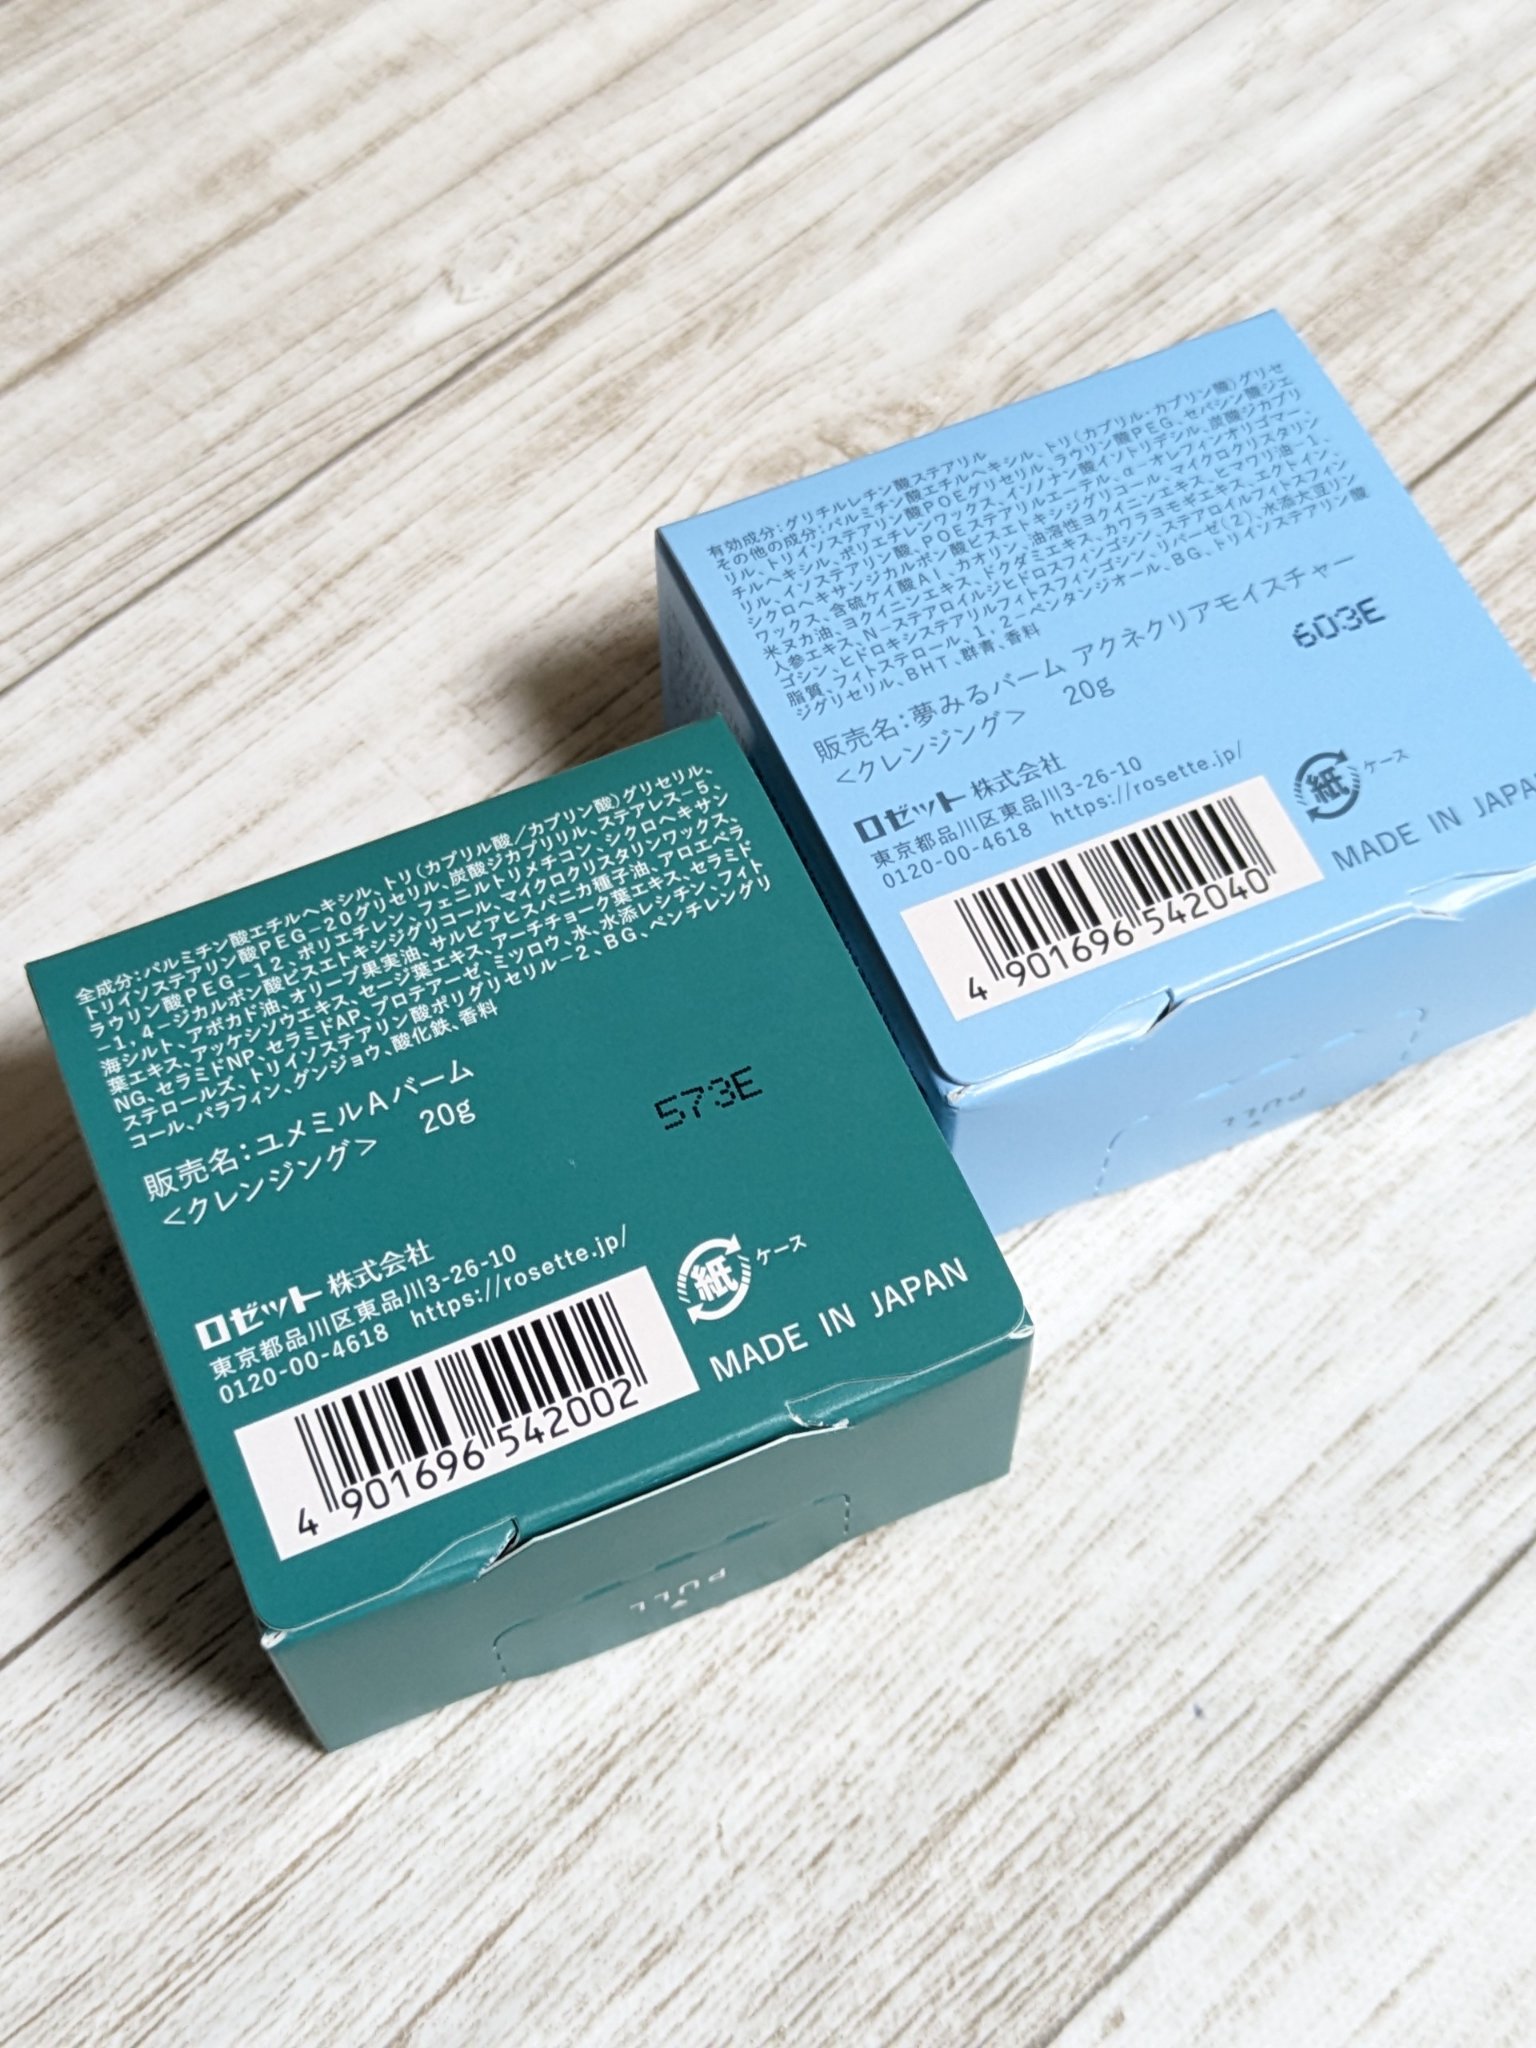 全成分:パルミチン酸エチルヘキシル、トリ(カプリル酸/カプリン酸)グリセリル、
トリイソステアリン酸PEG-20グリセリル、炭酸ジカプリリル、ステアレス-5、
ラウリン酸PEG-12、ポリエチレン、フェニルトリメチコン、シクロヘキサン
-1,4-ジカルボン酸ビスエトキシジグリコール、マイクロクリスタリンワックス、
海シルト、アボカド油、オリーブ果実油、サルビアヒスパニカ種子油、アロエベラ
葉エキス、アッケシソウエキス、セージ葉エキス、アーチチョーク葉エキス、セラミド
NG、セラミドNP、セラミドAP、プロテアーゼ、ミツロウ、水、水添レシチン、フィト
ステロールズ、トリイソステアリン酸ポリグリセリル-2、BG、ペンチレングリ
コール、パラフィン、グンジョウ、酸化鉄、香料
販売名:ユメミルAバーム
<クレンジング> 20g
573E
ロゼット株式会社
東京都品川区東品川3-26-10
0120-00-4618 https://rosette.jp/
4 901696 542002
紙 ケース
MADE IN JAPAN
PULL
有効成分:グリチルレチン酸ステアリル
その他の成分:パルミチン酸エチルヘキシル、トリ(カプリル・カプリン酸)グリセ
リル、トリイソステアリン酸POEグリセリル、ラウリン酸PEG、セバシン酸ジエ
チルヘキシル、ポリエチレンワックス、イソノナン酸イソトリデシル、炭酸ジカプリ
リル、イソステアリン酸、POEステアリルエーテル、α-オレフィンオリゴマー、
シクロヘキサンジカルボン酸ビスエトキシジグリコール、マイクロクリスタリン
ワックス、含硫ケイ酸Al、カオリン、油溶性ヨクイニンエキス、ヒマワリ油-1、
米ヌカ油、ヨクイニンエキス、ドクダミエキス、カワラヨモギエキス、エクトイン、
人参エキス、N-ステアロイルジヒドロスフィンゴシン、ステアロイルフィトスフィン
ゴシン、ヒドロキシステアリルフィトスフィンゴシン、リパーゼ(2)、水添大豆リン
脂質、フィトステロール、1,2-ペンタンジオール、BG、トリイソステアリン酸
ジグリセリル、BHT、群青、香料
販売名:夢みるバーム アクネクリアモイスチャー
<クレンジング> 20g
603E
ロゼット株式会社
東京都品川区東品川3-26-10
0120-00-4618 https://rosette.jp/
4 901696 542040
紙 ケース
MADE IN JAPA
PULL